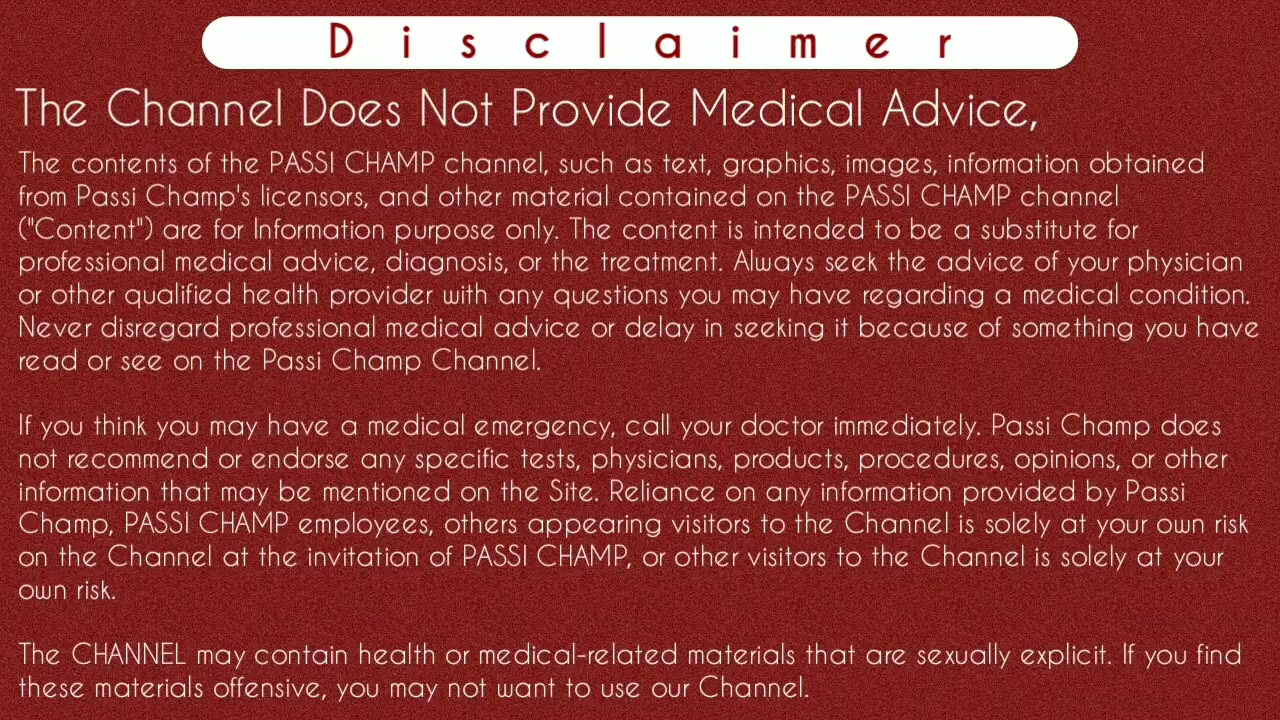 Disclaimer
The Channel Does Not Provide Medical Advice,
The contents of the PASSI CHAMP channel, such as text, graphics, images, information obtained
from Passi Champ's licensors, and other material contained on the PASSI CHAMP channel
("Content") are for Information purpose only. The content is intended to be a substitute for
professional medical advice, diagnosis, or the treatment. Always seek the advice of your physician
or other qualified health provider with any questions you may have regarding a medical condition.
Never disregard professional medical advice or delay in seeking it because of something you have
read or see on the Passi Champ Channel.
If you think you may have a medical emergency, call your doctor immediately. Passi Champ does
not recommend or endorse any specific tests, physicians, products, procedures, opinions, or other
information that may be mentioned on the Site. Reliance on any information provided by Passi
Champ, PASSI CHAMP employees, others appearing visitors to the Channel is solely at your own risk
on the Channel at the invitation of PASSI CHAMP, or other visitors to the Channel is solely at your
own risk.
The CHANNEL may contain health or medical-related materials that are sexually explicit. If you find
these materials offensive, you may not want to use our Channel.